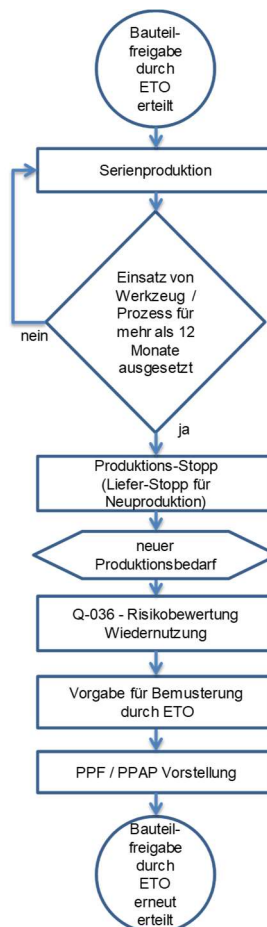 Bauteil-
freigabe
durch
ETO
erteilt
Serienproduktion
Einsatz von
Werkzeug /
Prozess für
mehr als 12
Monate
ausgesetzt
nein
ja
Produktions-Stopp
(Liefer-Stopp für
Neuproduktion)
neuer
Produktionsbedarf
Q-036 - Risikobewertung
Wiedernutzung
Vorgabe für Bemusterung
durch ETO
PPF / PPAP Vorstellung
Bauteil-
freigabe
durch
ETO
erneut
erteilt